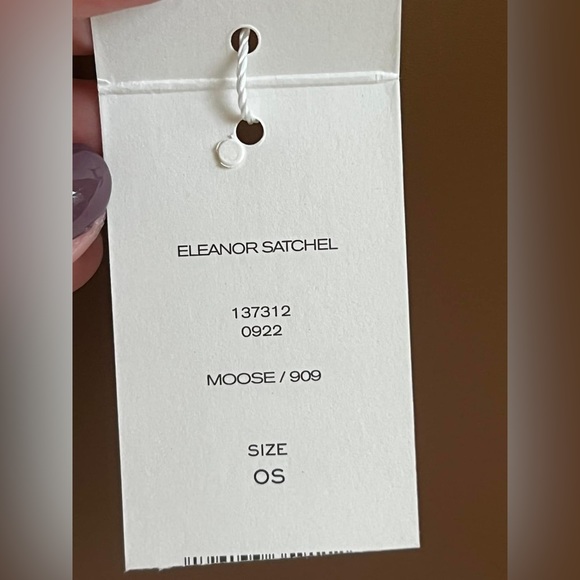 ELEANOR SATCHEL
137312
0922
MOOSE / 909
SIZE
OS